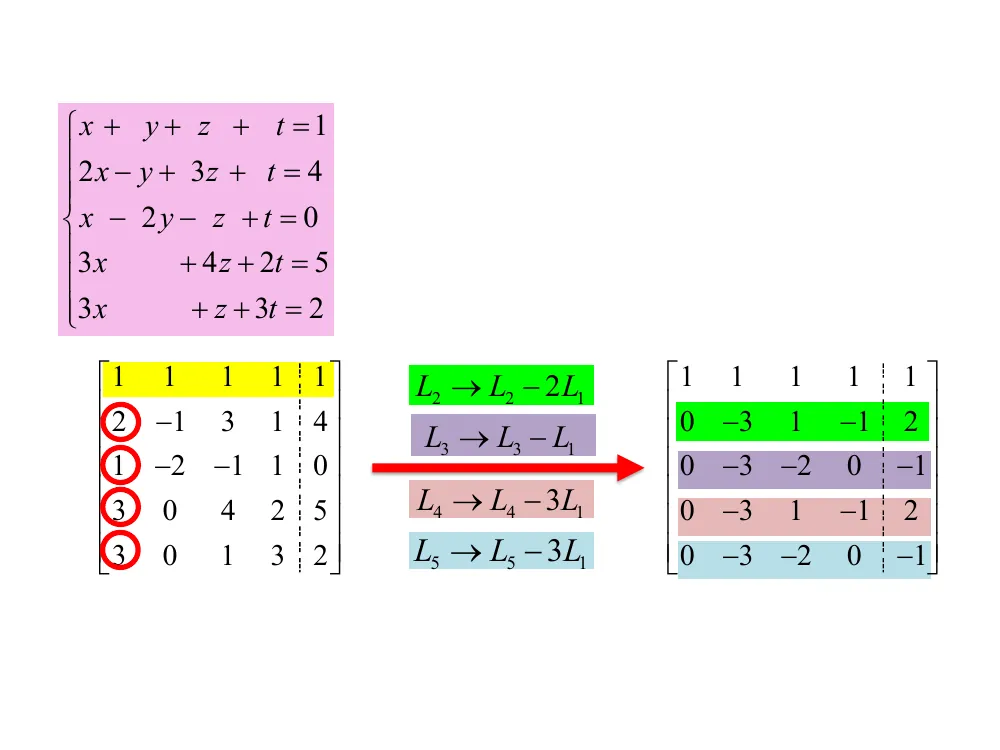 x + y + z + t = 1
2x − y + 3z + t = 4
x − 2y − z + t = 0
3x + 4z + 2t = 5
3x + z + 3t = 2
1 1 1 1 1
2 −1 3 1 4
1 −2 −1 1 0
3 0 4 2 5
3 0 1 3 2
L₂ → L₂ − 2L₁
L₃ → L₃ − L₁
L₄ → L₄ − 3L₁
L₅ → L₅ − 3L₁
1 1 1 1 1
0 −3 1 −1 2
0 −3 −2 0 −1
0 −3 1 −1 2
0 −3 −2 0 −1